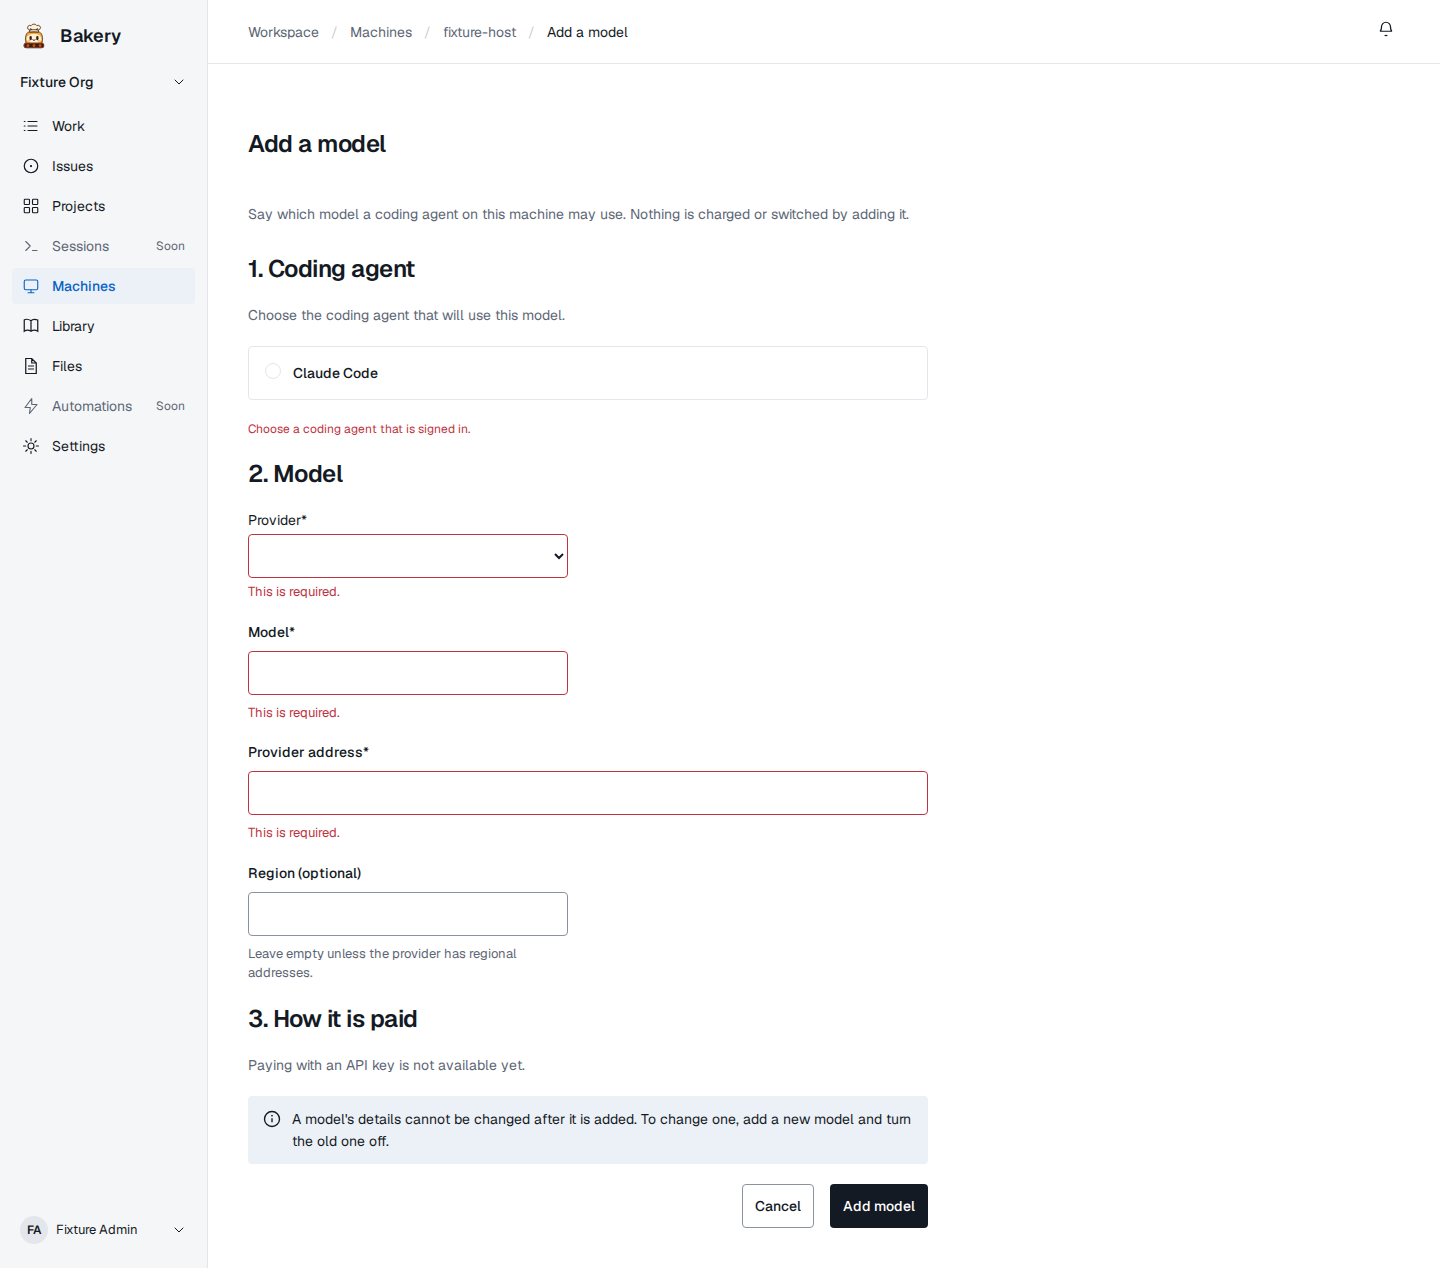 Bakery
Fixture Org
Work
Issues
Projects
Sessions Soon
Machines
Library
Files
Automations Soon
Settings
FA Fixture Admin
Workspace / Machines / fixture-host / Add a model
Add a model
Say which model a coding agent on this machine may use. Nothing is charged or switched by adding it.
1. Coding agent
Choose the coding agent that will use this model.
Claude Code
Choose a coding agent that is signed in.
2. Model
Provider*
This is required.
Model*
This is required.
Provider address*
This is required.
Region (optional)
Leave empty unless the provider has regional
addresses.
3. How it is paid
Paying with an API key is not available yet.
A model's details cannot be changed after it is added. To change one, add a new model and turn
the old one off.
Cancel Add model